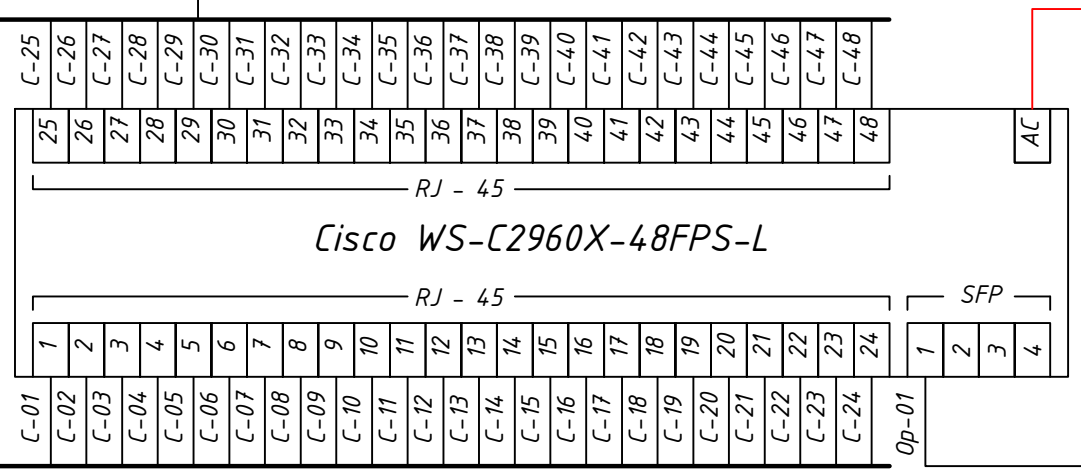 C-25 C-26 C-27 C-28 C-29 C-30 C-31 C-32 C-33 C-34 C-35 C-36 C-37 C-38 C-39 C-40 C-41 C-42 C-43 C-44 C-45 C-46 C-47 C-48
25 26 27 28 29 30 31 32 33 34 35 36 37 38 39 40 41 42 43 44 45 46 47 48 AC
RJ - 45
Cisco WS-C2960X-48FPS-L
RJ - 45 SFP
1 2 3 4 5 6 7 8 9 10 11 12 13 14 15 16 17 18 19 20 21 22 23 24 1 2 3 4
C-01 C-02 C-03 C-04 C-05 C-06 C-07 C-08 C-09 C-10 C-11 C-12 C-13 C-14 C-15 C-16 C-17 C-18 C-19 C-20 C-21 C-22 C-23 C-24 Op-01